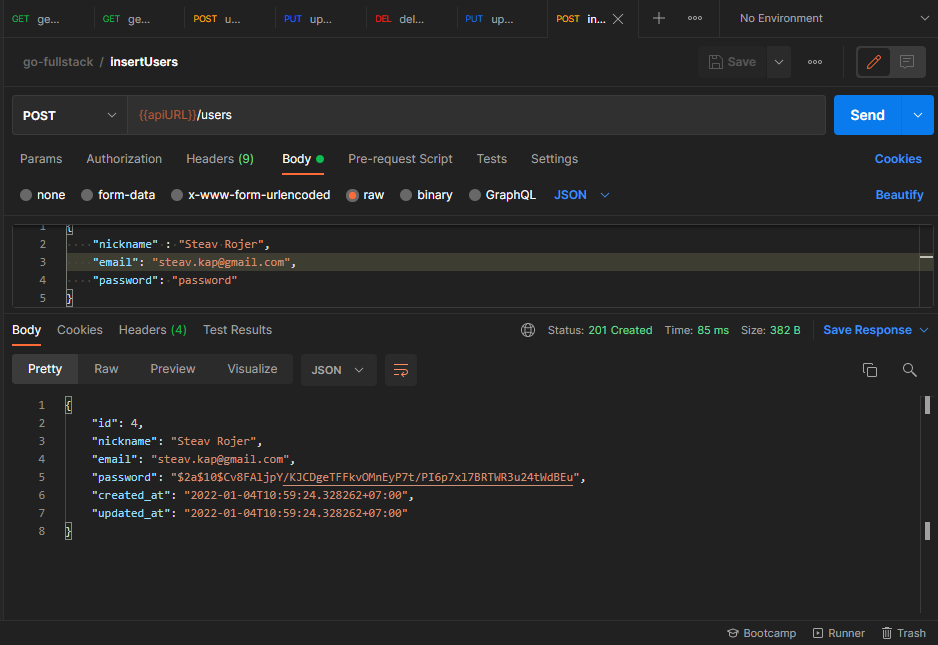 GET ge... GET ge... POST u... PUT up... DEL del... PUT up... POST in... No Environment
go-fullstack / insertUsers Save
POST {{apiURL}}/users Send
Params Authorization Headers (9) Body Pre-request Script Tests Settings Cookies
none form-data x-www-form-urlencoded raw binary GraphQL JSON Beautify
1 {
2 "nickname" : "Steav Rojer",
3 "email": "steav.kap@gmail.com",
4 "password": "password"
5 }
Body Cookies Headers (4) Test Results Status: 201 Created Time: 85 ms Size: 382 B Save Response
Pretty Raw Preview Visualize JSON
1 {
2 "id": 4,
3 "nickname": "Steav Rojer",
4 "email": "steav.kap@gmail.com",
5 "password": "$2a$10$Cv8FAljpY/KJCDgeTFFkvOMnEyP7t/PI6p7xl7BRTWR3u24tWdBEu",
6 "created_at": "2022-01-04T10:59:24.328262+07:00",
7 "updated_at": "2022-01-04T10:59:24.328262+07:00"
8 }
Bootcamp Runner Trash